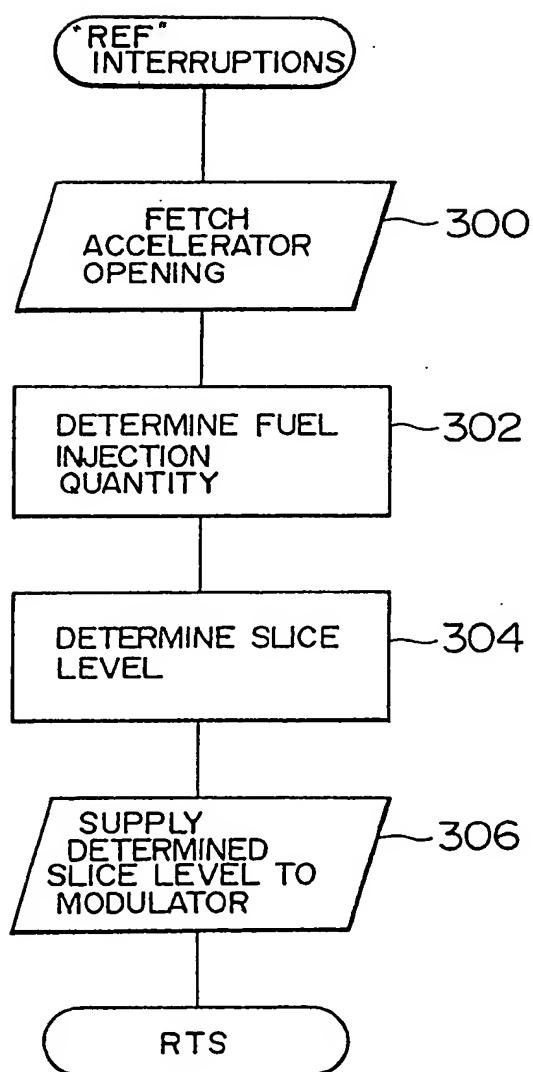 "REF"
INTERRUPTIONS
FETCH
ACCELERATOR
OPENING
300
DETERMINE FUEL
INJECTION
QUANTITY
302
DETERMINE SLICE
LEVEL
304
SUPPLY
DETERMINED
SLICE LEVEL TO
MODULATOR
306
RTS